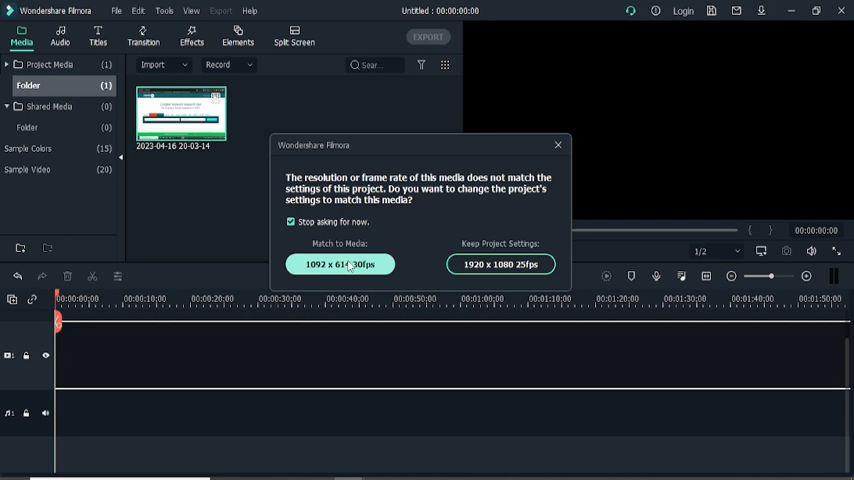 Wondershare Filmora File Edit Tools View Export Help Untitled : 00:00:00:00 Login
Media Audio Titles Transition Effects Elements Split Screen EXPORT
Project Media (1) Import Record Sear...
Folder (1)
Shared Media (0)
Folder (0)
Sample Colors (15)
Sample Video (20)
2023-04-16 20-03-14
Wondershare Filmora
The resolution or frame rate of this media does not match the
settings of this project. Do you want to change the project's
settings to match this media?
Stop asking for now.
Match to Media: Keep Project Settings:
1092 x 614 30fps 1920 x 1080 25fps
{ } 00:00:00:00
1/2
00:00:00:00 00:00:10:00 00:00:20:00 00:00:30:00 00:00:40:00 00:00:50:00 00:01:00:00 00:01:10:00 00:01:20:00 00:01:30:00 00:01:40:00 00:01:50:00
1
1